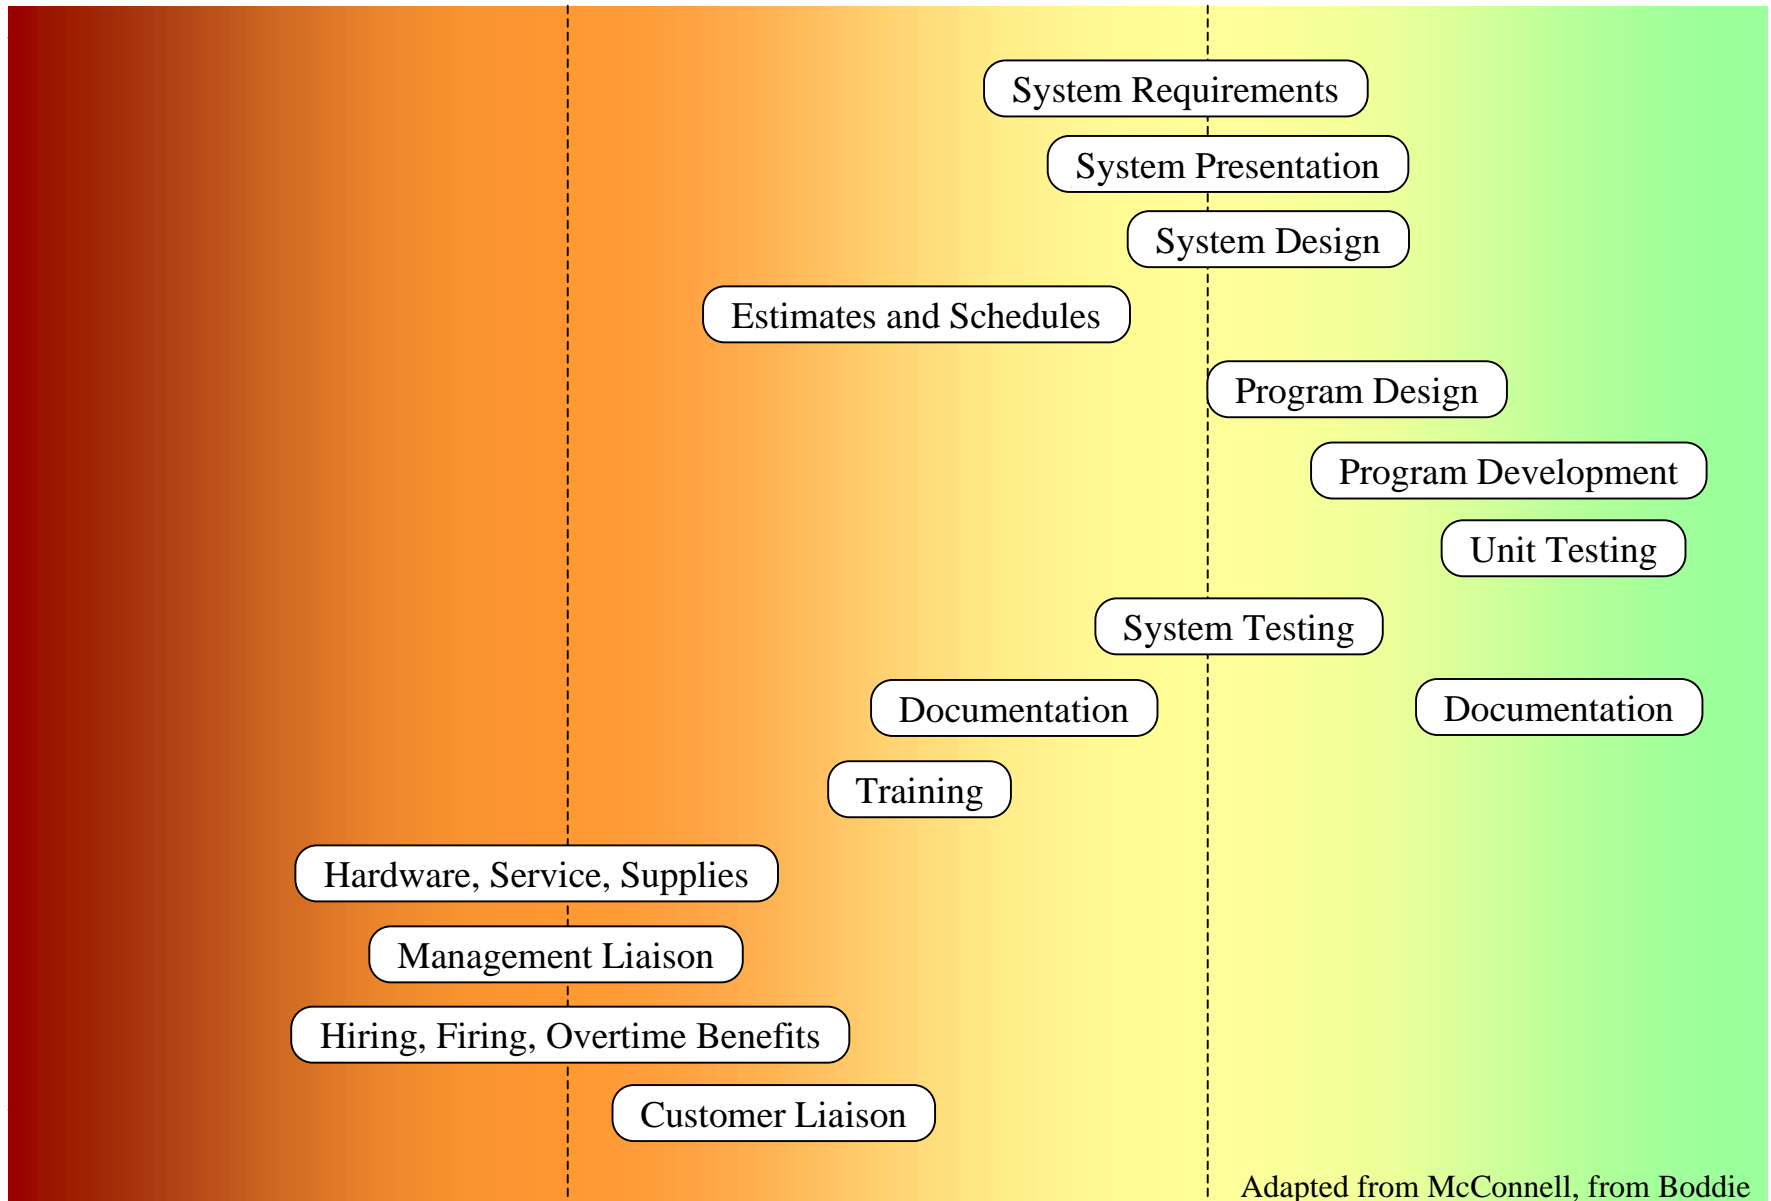 System Requirements
System Presentation
System Design
Estimates and Schedules
Program Design
Program Development
Unit Testing
System Testing
Documentation
Documentation
Training
Hardware, Service, Supplies
Management Liaison
Hiring, Firing, Overtime Benefits
Customer Liaison
Adapted from McConnell, from Boddie